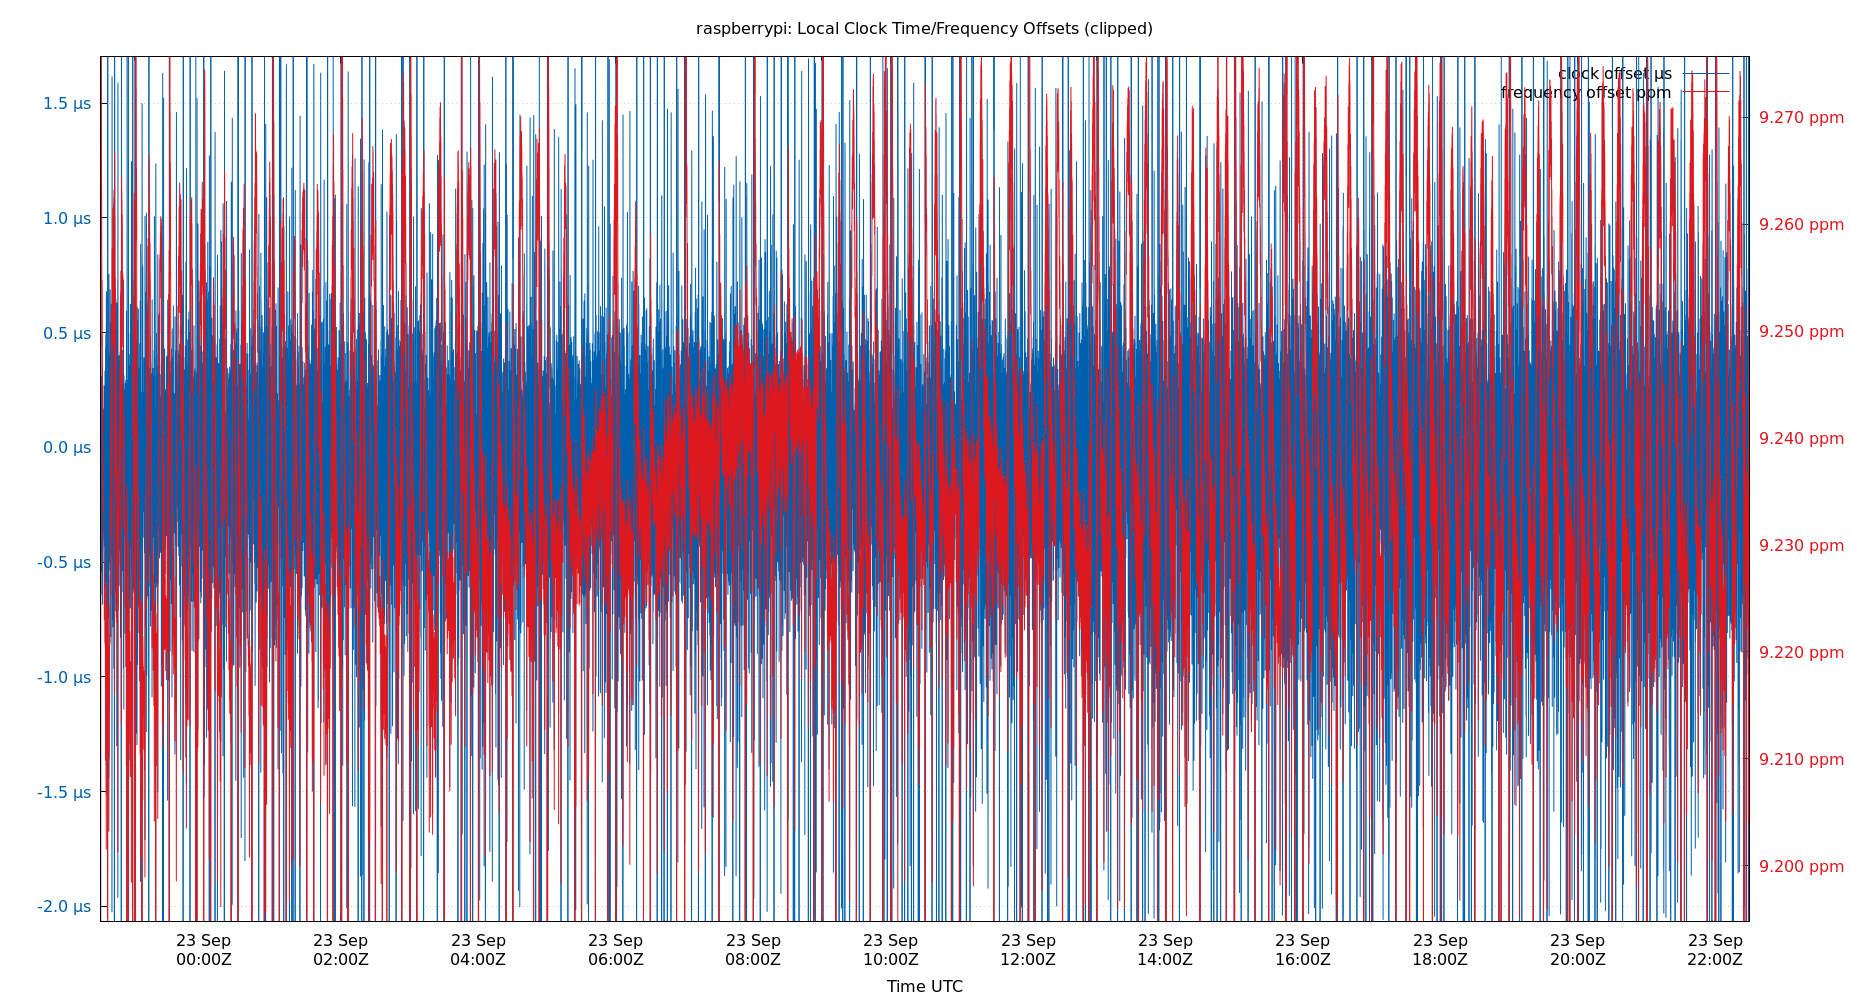 raspberrypi: Local Clock Time/Frequency Offsets (clipped)
clock offset µs
frequency offset ppm
1.5 µs
1.0 µs
0.5 µs
0.0 µs
-0.5 µs
-1.0 µs
-1.5 µs
-2.0 µs
9.270 ppm
9.260 ppm
9.250 ppm
9.240 ppm
9.230 ppm
9.220 ppm
9.210 ppm
9.200 ppm
23 Sep 23 Sep 23 Sep 23 Sep 23 Sep 23 Sep 23 Sep 23 Sep 23 Sep 23 Sep 23 Sep 23 Sep
00:00Z 02:00Z 04:00Z 06:00Z 08:00Z 10:00Z 12:00Z 14:00Z 16:00Z 18:00Z 20:00Z 22:00Z
Time UTC